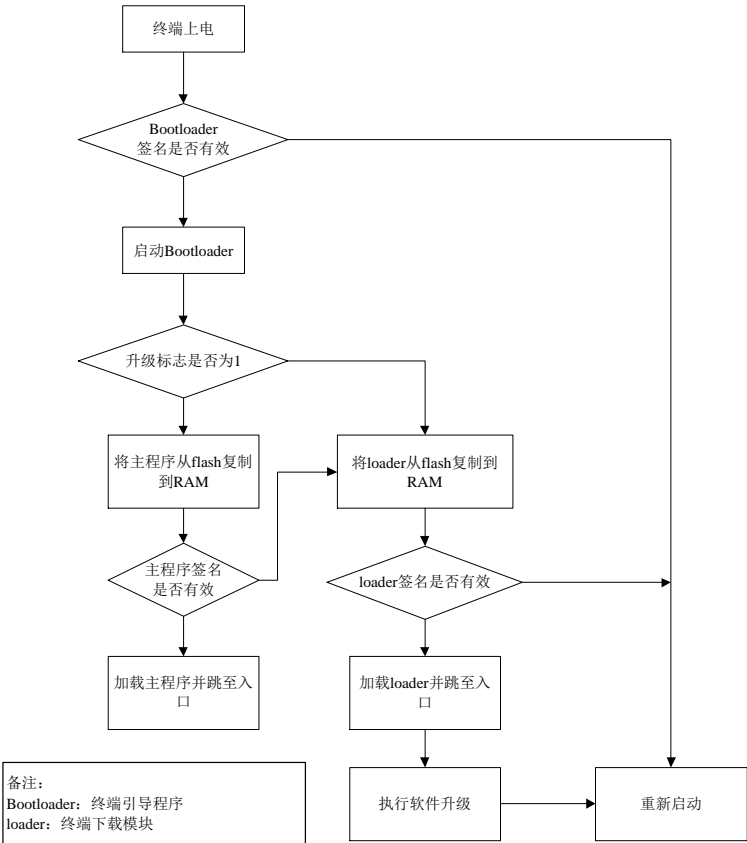 终端上电
Bootloader
签名是否有效
启动Bootloader
升级标志是否为1
将主程序从flash复制
到RAM
将loader从flash复制到
RAM
主程序签名
是否有效
loader签名是否有效
加载主程序并跳至入
口
加载loader并跳至入
口
执行软件升级
重新启动
备注：
Bootloader：终端引导程序
loader：终端下载模块